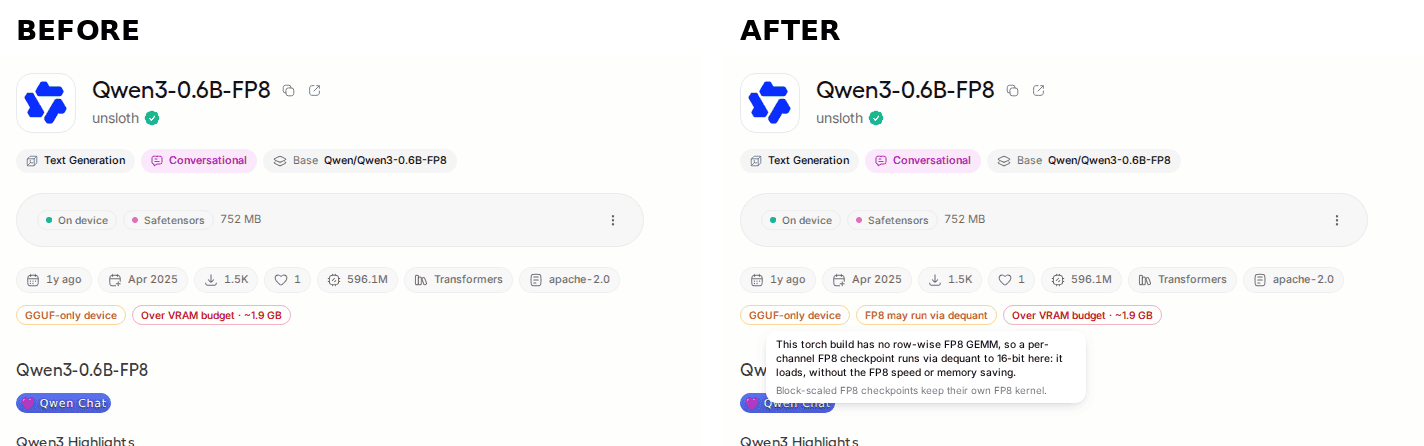 BEFORE
Qwen3-0.6B-FP8
unsloth
Text Generation Conversational Base Qwen/Qwen3-0.6B-FP8
On device Safetensors 752 MB
1y ago Apr 2025 1.5K 1 596.1M Transformers apache-2.0
GGUF-only device Over VRAM budget · ~1.9 GB
Qwen3-0.6B-FP8
Qwen Chat
Qwen3 Highlights
AFTER
Qwen3-0.6B-FP8
unsloth
Text Generation Conversational Base Qwen/Qwen3-0.6B-FP8
On device Safetensors 752 MB
1y ago Apr 2025 1.5K 1 596.1M Transformers apache-2.0
GGUF-only device FP8 may run via dequant Over VRAM budget · ~1.9 GB
This torch build has no row-wise FP8 GEMM, so a per-
channel FP8 checkpoint runs via dequant to 16-bit here: it
loads, without the FP8 speed or memory saving.
Block-scaled FP8 checkpoints keep their own FP8 kernel.
Qw
Qwen Chat
Qwen3 Highlights